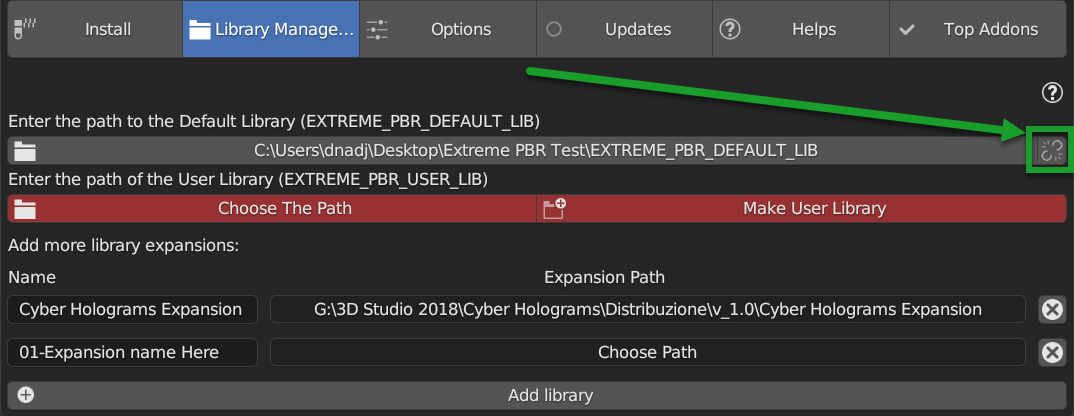 Install Library Manage... Options Updates Helps Top Addons
Enter the path to the Default Library (EXTREME_PBR_DEFAULT_LIB)
C:\Users\dnadj\Desktop\Extreme PBR Test\EXTREME_PBR_DEFAULT_LIB
Enter the path of the User Library (EXTREME_PBR_USER_LIB)
Choose The Path Make User Library
Add more library expansions:
Name Expansion Path
Cyber Holograms Expansion G:\3D Studio 2018\Cyber Holograms\Distribuzione\v_1.0\Cyber Holograms Expansion
01-Expansion name Here Choose Path
Add library